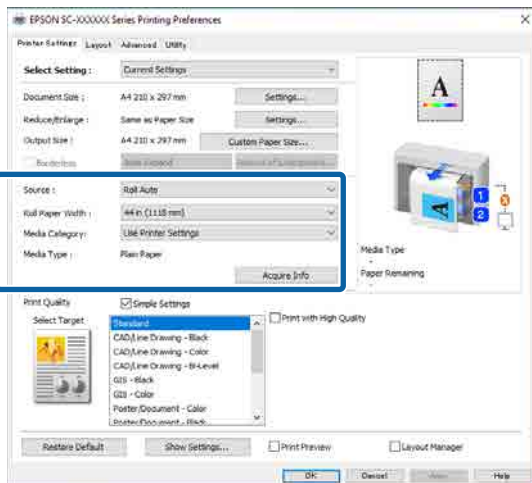 EPSON SC-XXXXXX Series Printing Preferences
Printer Settings Layout Advanced Utility
Select Setting : Current Settings
Document Size : A4 210 x 297 mm Settings...
Reduce/Enlarge : Same as Paper Size Settings...
Output Size : A4 210 x 297 mm Custom Paper Size...
Borderless
Source : Roll Auto
Roll Paper Width : 44 in (1118 mm)
Media Category: Use Printer Settings
Media Type : Plain Paper
Acquire Info
A
A
1
2
Media Type
-
Paper Remaining
-
Print Quality Simple Settings
Select Target
Standard
CAD/Line Drawing - Black
CAD/Line Drawing - Color
CAD/Line Drawing - Bi-Level
GIS - Black
GIS - Color
Poster/Document - Color
Poster/Document - Black
Print with High Quality
Restore Default Show Settings... Print Preview Layout Manager
OK Cancel Help